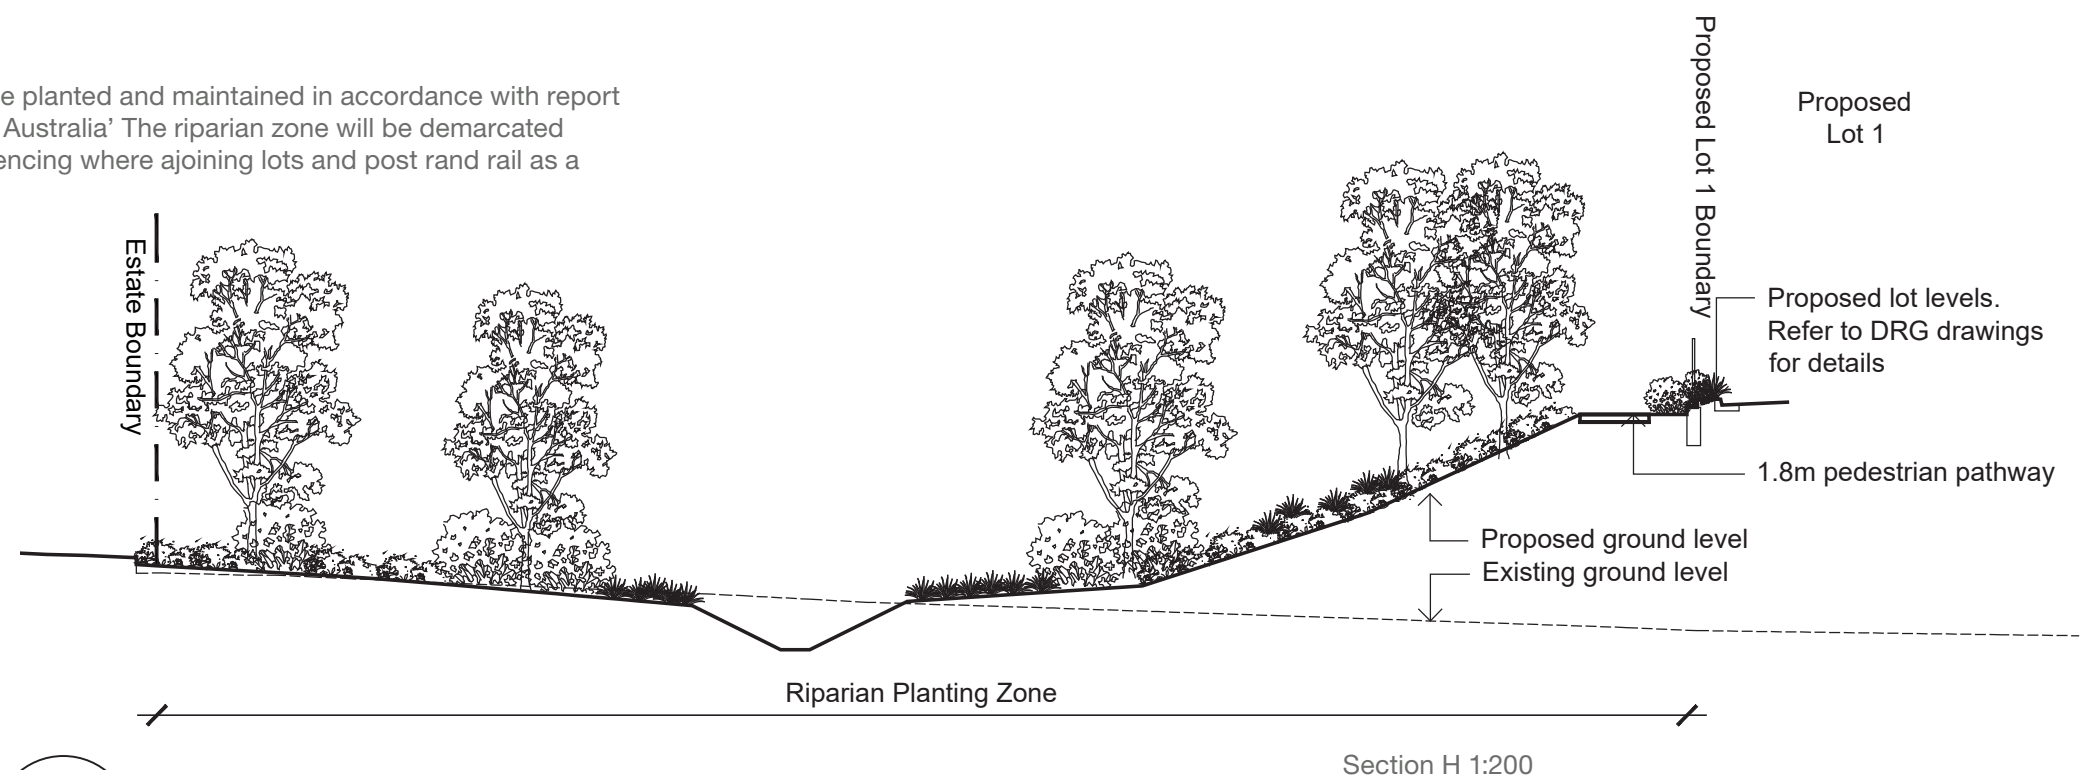 e planted and maintained in accordance with report
Australia’ The riparian zone will be demarcated
encing where ajoining lots and post rand rail as a
Estate Boundary
Proposed Lot 1 Boundary
Proposed
Lot 1
Proposed lot levels.
Refer to DRG drawings
for details
1.8m pedestrian pathway
Proposed ground level
Existing ground level
Riparian Planting Zone
Section H 1:200